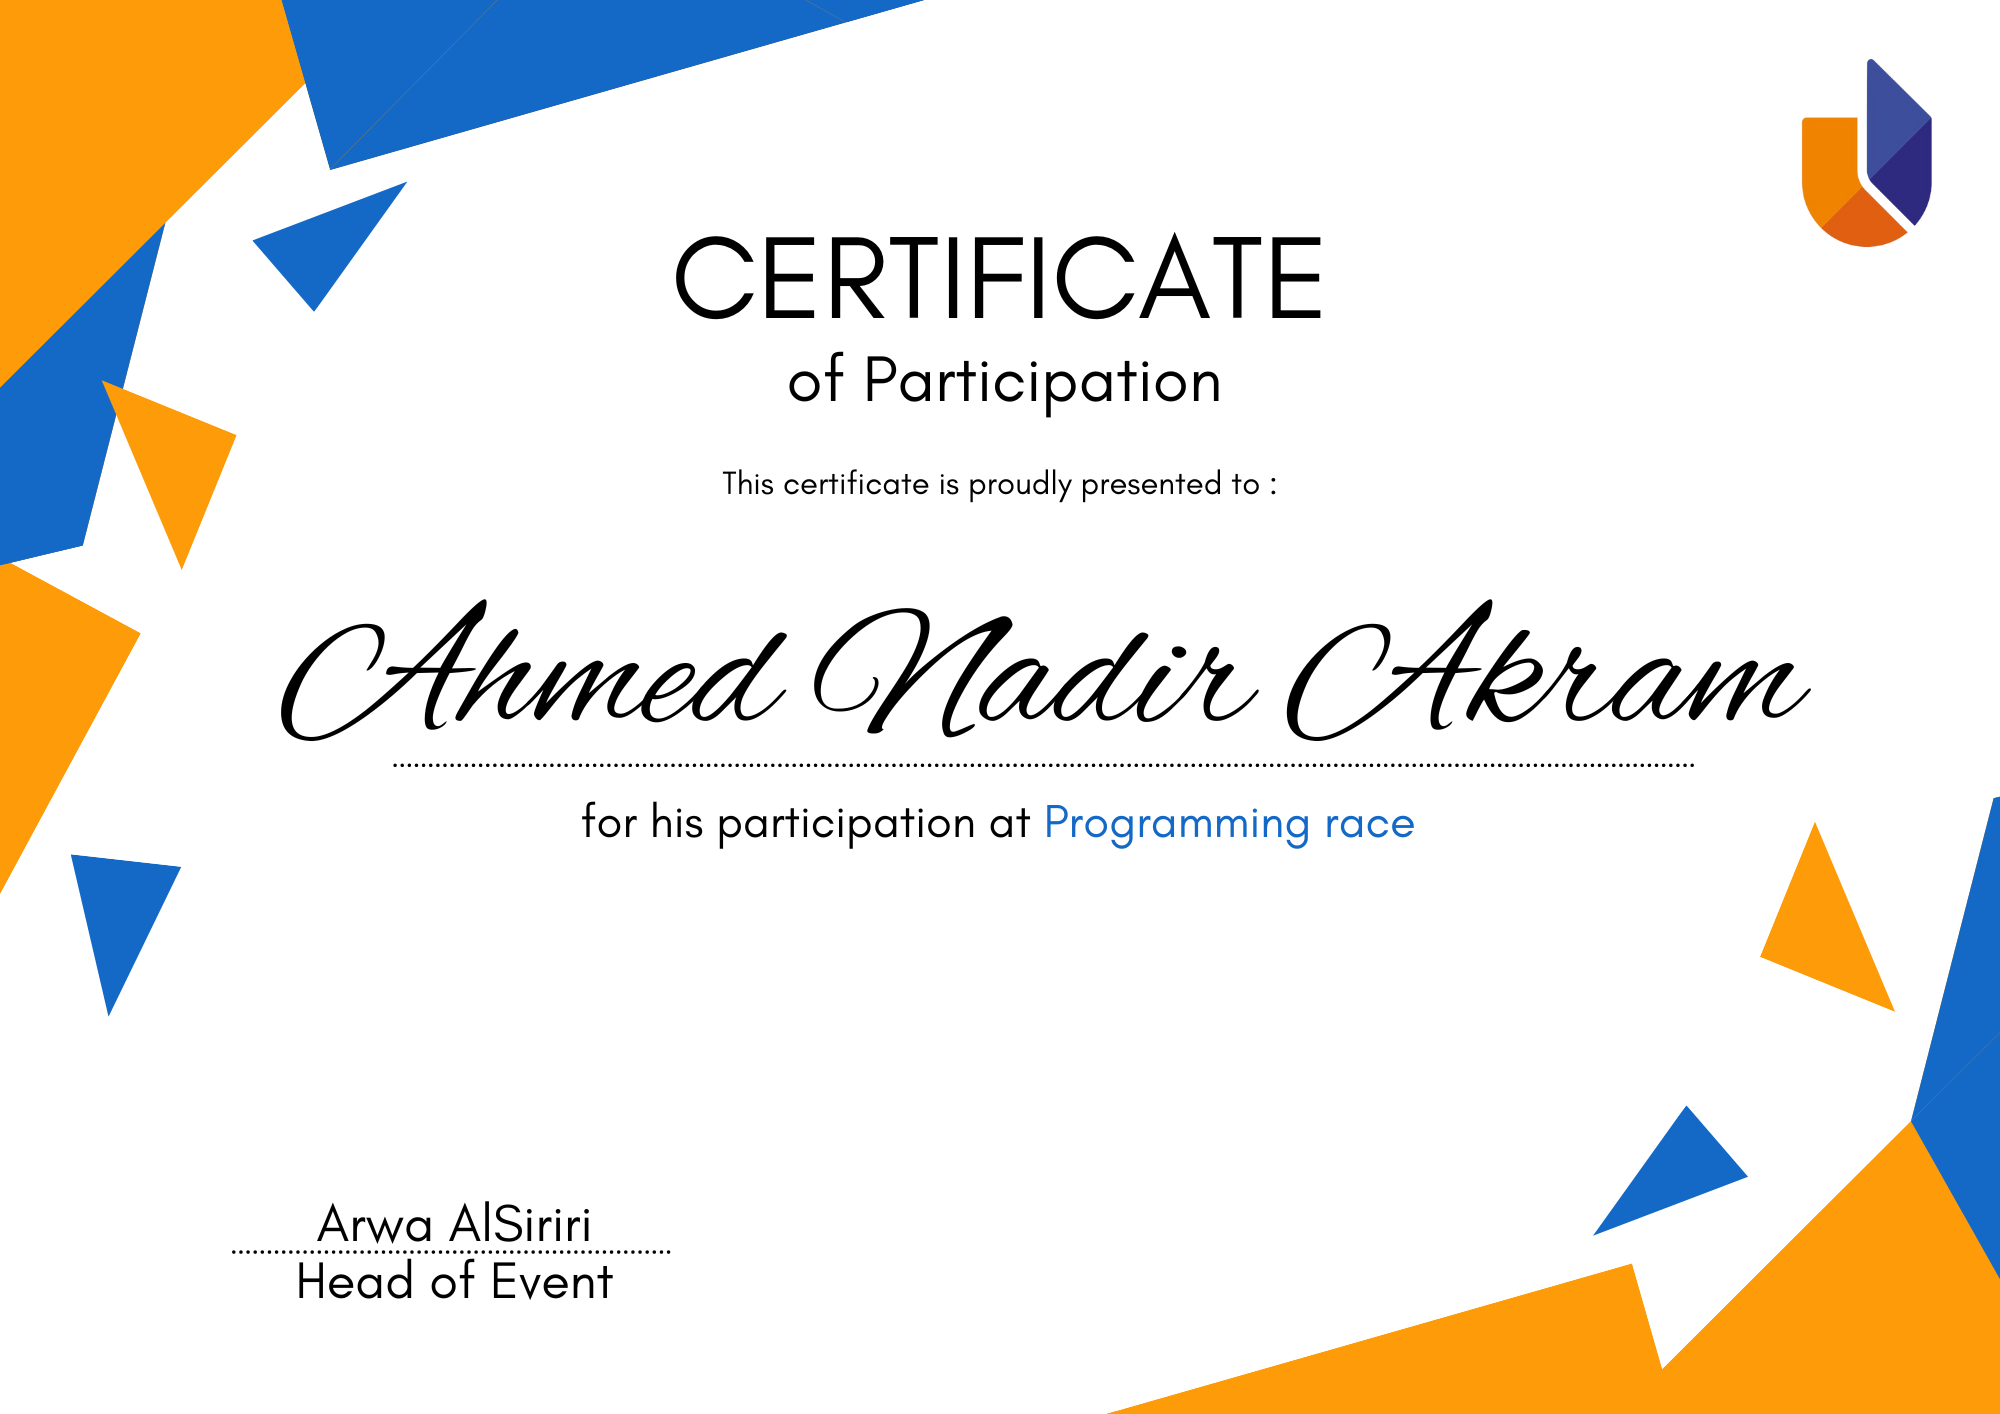 CERTIFICATE
of Participation
This certificate is proudly presented to :
Ahmed Nadir Akram
for his participation at Programming race
Arwa AlSiriri
Head of Event